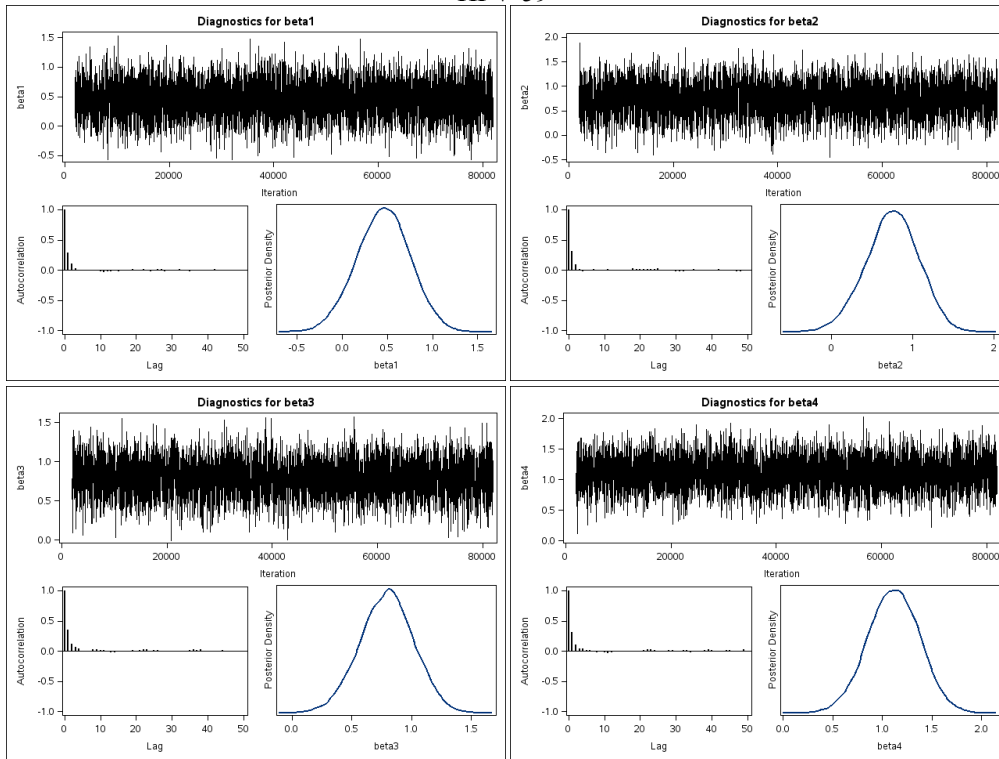 Diagnostics for beta1
1.5
1.0
0.5
0.0
-0.5
beta1
0 20000 40000 60000 80000
Iteration
1.0
0.5
0.0
-0.5
-1.0
Autocorrelation
0 10 20 30 40 50
Lag
Posterior Density
-0.5 0.0 0.5 1.0 1.5
beta1
Diagnostics for beta2
2.0
1.5
1.0
0.5
0.0
-0.5
beta2
0 20000 40000 60000 80000
Iteration
1.0
0.5
0.0
-0.5
-1.0
Autocorrelation
0 10 20 30 40 50
Lag
Posterior Density
0 1 2
beta2
Diagnostics for beta3
1.5
1.0
0.5
0.0
beta3
0 20000 40000 60000 80000
Iteration
1.0
0.5
0.0
-0.5
-1.0
Autocorrelation
0 10 20 30 40 50
Lag
Posterior Density
0.0 0.5 1.0 1.5
beta3
Diagnostics for beta4
2.0
1.5
1.0
0.5
0.0
beta4
0 20000 40000 60000 80000
Iteration
1.0
0.5
0.0
-0.5
-1.0
Autocorrelation
0 10 20 30 40 50
Lag
Posterior Density
0.0 0.5 1.0 1.5 2.0
beta4